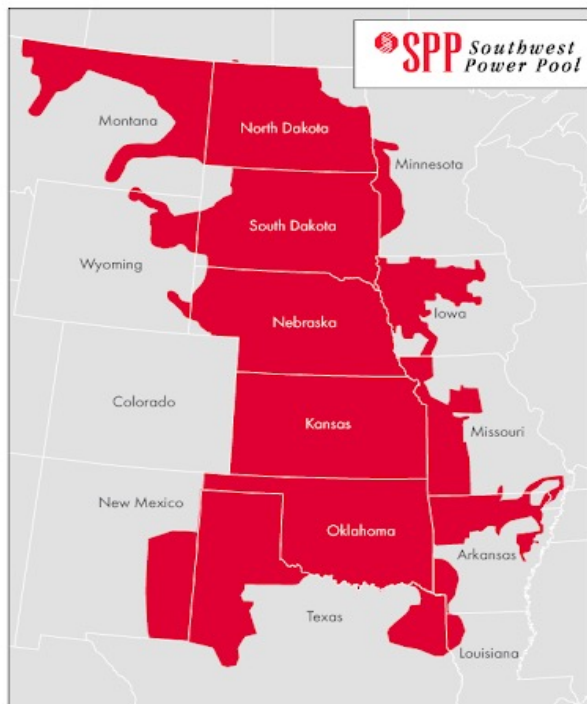 SPP Southwest
Power Pool
Montana
North Dakota
Minnesota
South Dakota
Wyoming
Nebraska
Iowa
Colorado
Kansas
Missouri
New Mexico
Oklahoma
Arkansas
Texas
Louisiana